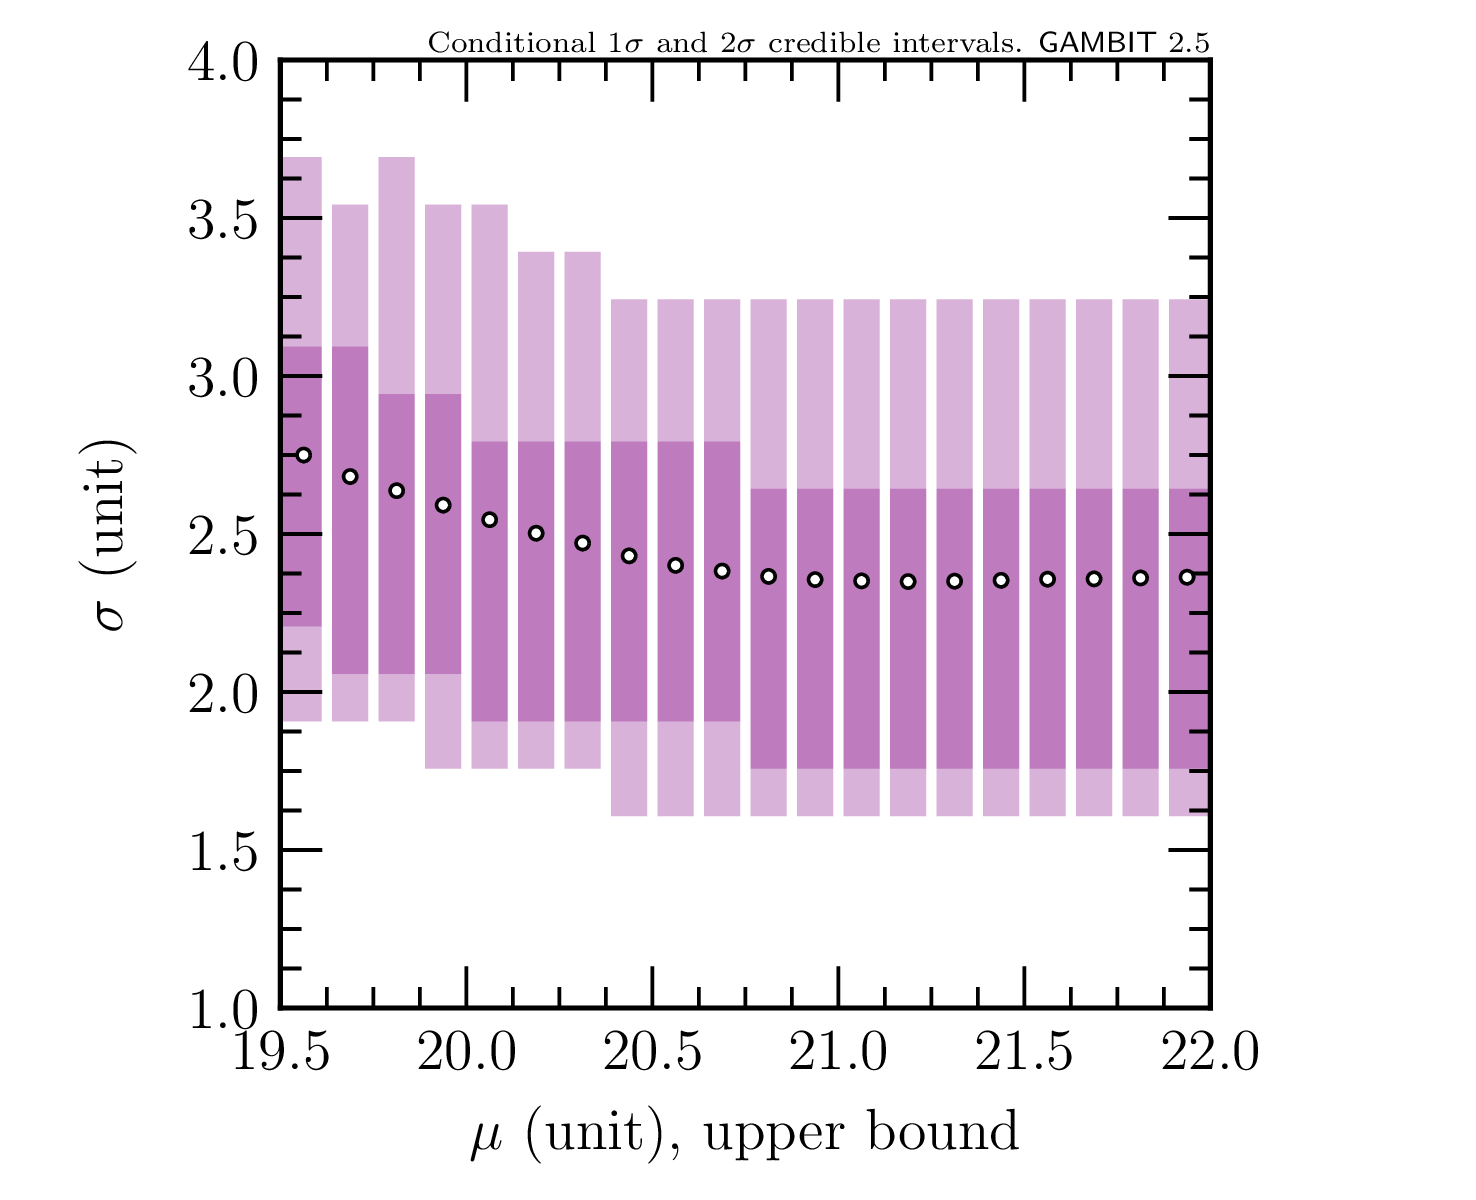 Conditional 1σ and 2σ credible intervals. GAMBIT 2.5
4.0
3.5
3.0
2.5
2.0
1.5
1.0
σ (unit)
19.5 20.0 20.5 21.0 21.5 22.0
μ (unit), upper bound